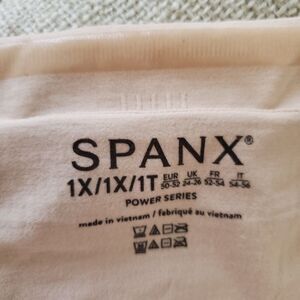 SPANX®
1X/1X/1T EUR UK FR IT
50-52 24-26 52-54 54-56
POWER SERIES
made in vietnam / fabriqué au vietnam